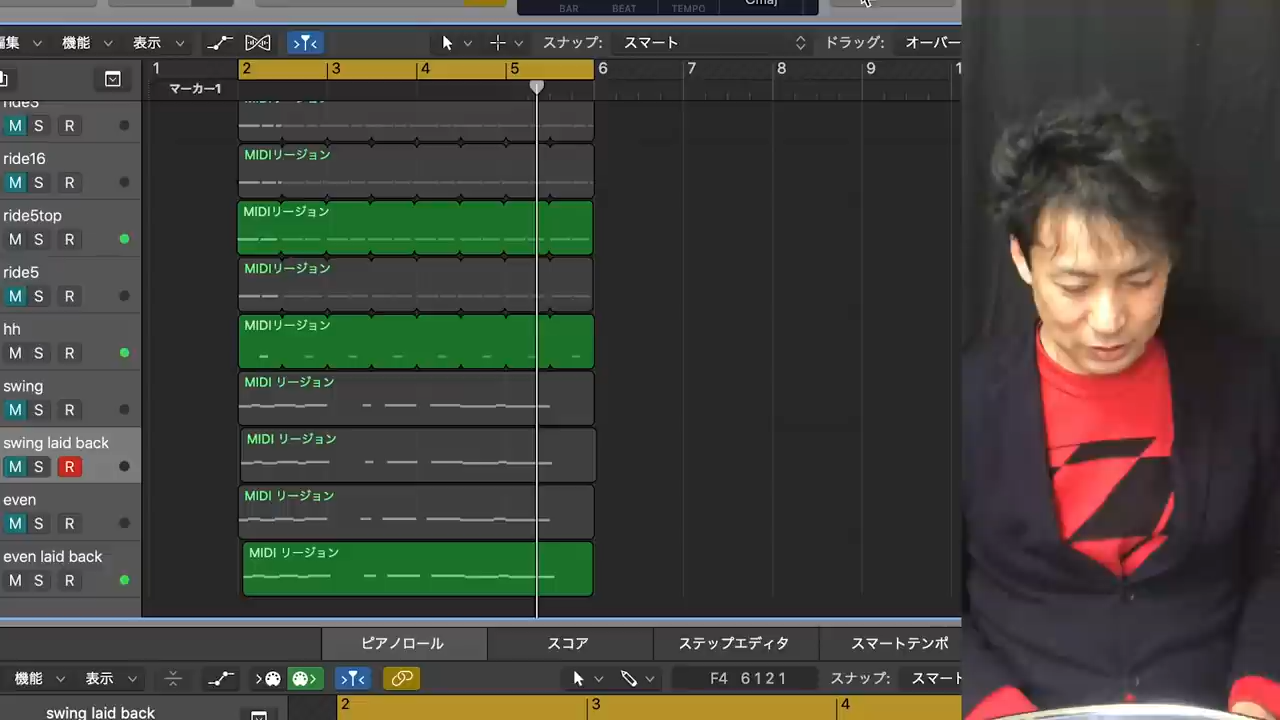 BAR BEAT TEMPO Cmaj
編集 機能 表示 スナップ: スマート ドラッグ: オーバー
1 2 3 4 5 6 7 8 9 1
マーカー1
ride3
M S R
ride16 MIDIリージョン
M S R
ride5top MIDIリージョン
M S R
ride5 MIDIリージョン
M S R
hh MIDIリージョン
M S R
swing MIDI リージョン
M S R
swing laid back MIDI リージョン
M S R
even MIDI リージョン
M S R
even laid back MIDI リージョン
M S R
ピアノロール スコア ステップエディタ スマートテンポ
機能 表示 F4 6 1 2 1 スナップ: スマート
2 3 4
swing laid back